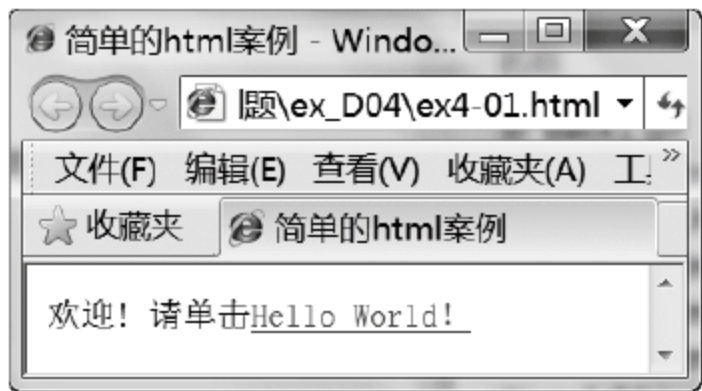 简单的html案例 - Windo...
题\ex_D04\ex4-01.html
文件(F) 编辑(E) 查看(V) 收藏夹(A) »
收藏夹 简单的html案例
欢迎! 请单击Hello World!